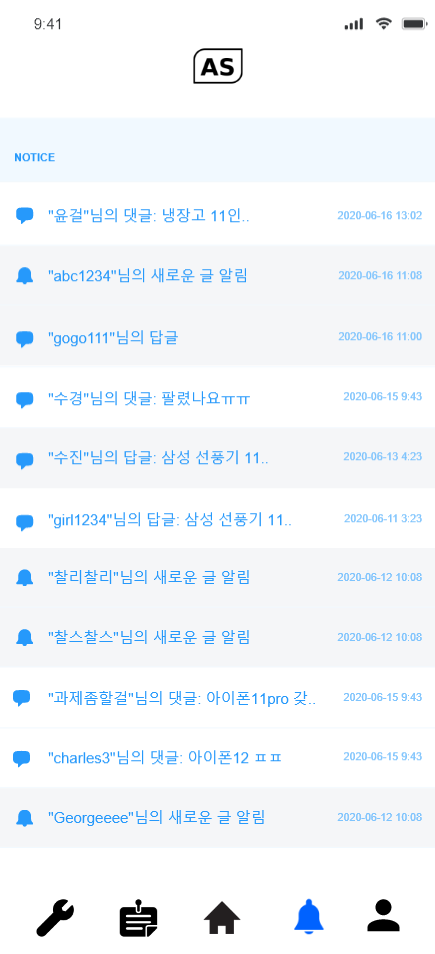 9:41
AS
NOTICE
"윤걸"님의 댓글: 냉장고 11인.. 2020-06-16 13:02
"abc1234"님의 새로운 글 알림 2020-06-16 11:08
"gogo111"님의 답글 2020-06-16 11:00
"수경"님의 댓글: 팔렸나요ㅠㅠ 2020-06-15 9:43
"수진"님의 답글: 삼성 선풍기 11.. 2020-06-13 4:23
"girl1234"님의 답글: 삼성 선풍기 11.. 2020-06-11 3:23
"찰리찰리"님의 새로운 글 알림 2020-06-12 10:08
"찰스찰스"님의 새로운 글 알림 2020-06-12 10:08
"과제좀할걸"님의 댓글: 아이폰11pro 갖.. 2020-06-15 9:43
"charles3"님의 댓글: 아이폰12 ㅍㅍ 2020-06-15 9:43
"Georgeeee"님의 새로운 글 알림 2020-06-12 10:08